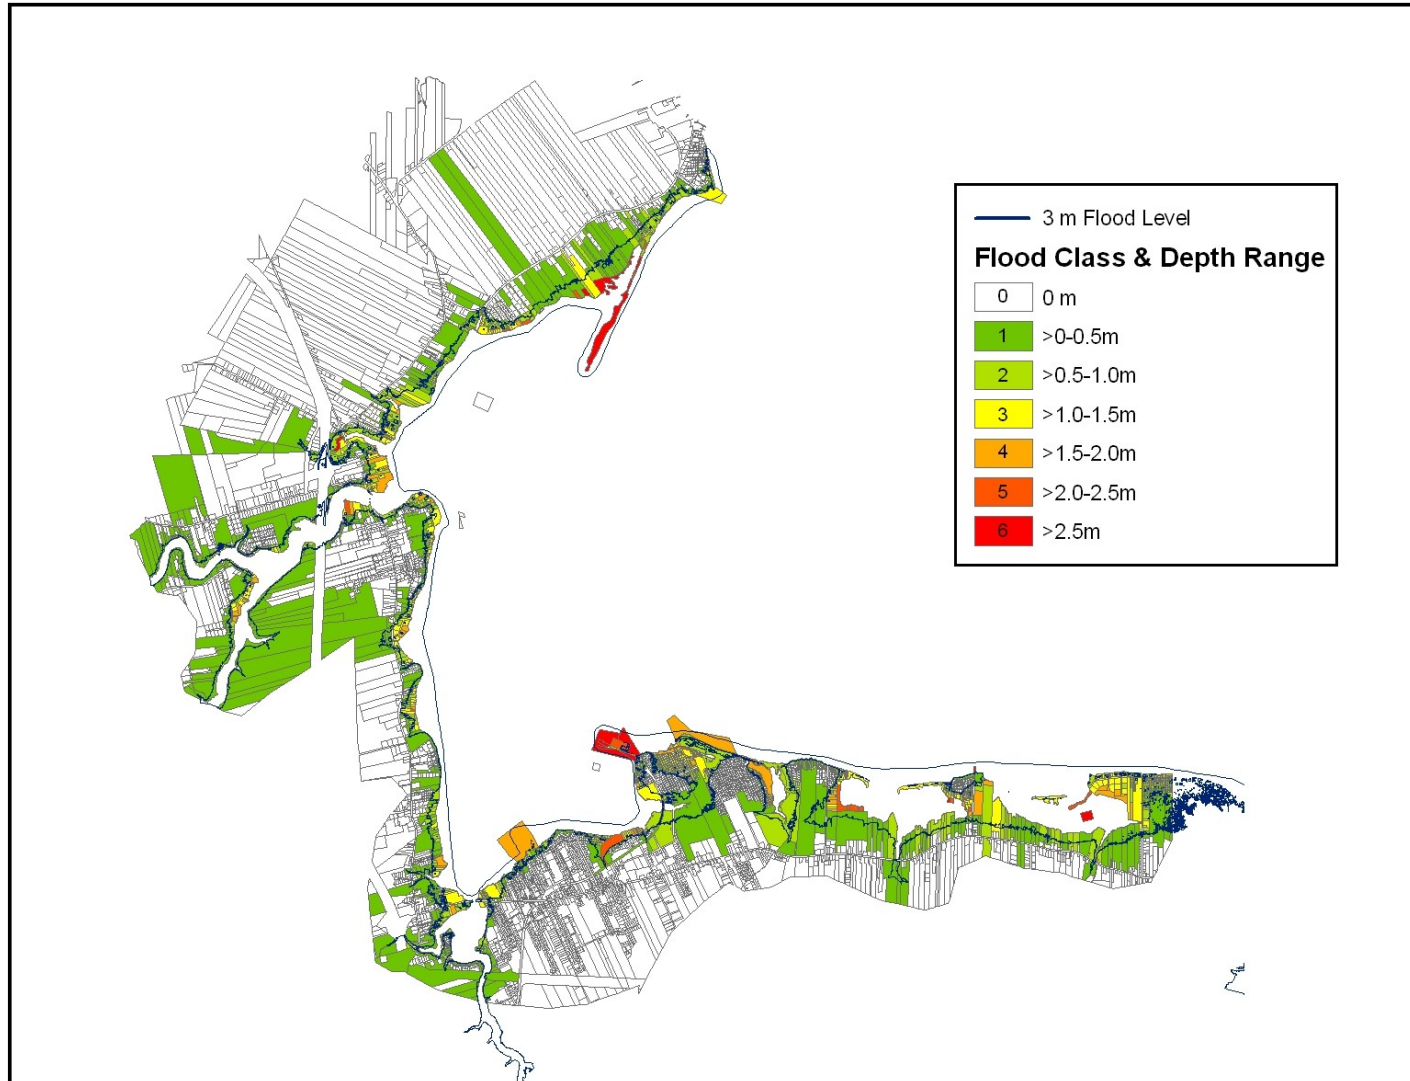 3 m Flood Level
Flood Class & Depth Range
0 0 m
1 >0-0.5m
2 >0.5-1.0m
3 >1.0-1.5m
4 >1.5-2.0m
5 >2.0-2.5m
6 >2.5m